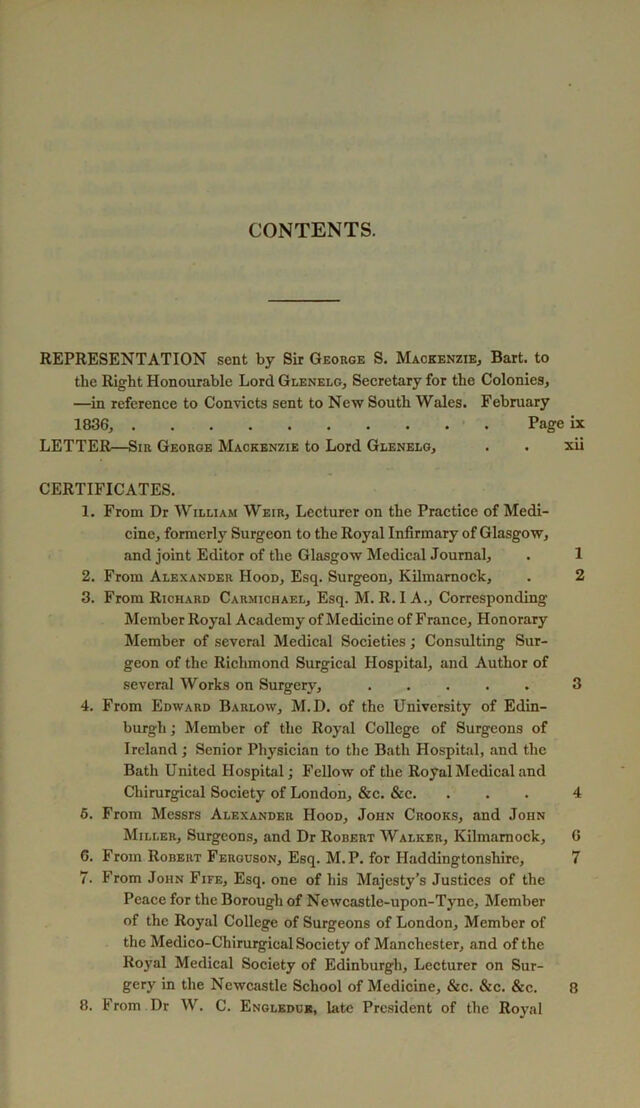 CONTENTS.
REPRESENTATION sent by Sir George S. Mackenzie, Bart. to
the Right Honourable Lord Glenelg, Secretary for the Colonies,
—in reference to Convicts sent to New South Wales. February
1836, . . . . . . . . . . Page ix
LETTER—Sir George Mackenzie to Lord Glenelg, . . xii
CERTIFICATES.
1. From Dr William Weir, Lecturer on the Practice of Medi-
cine, formerly Surgeon to the Royal Infirmary of Glasgow,
and joint Editor of the Glasgow Medical Journal, . 1
2. From Alexander Hood, Esq. Surgeon, Kilmarnock, . 2
3. From Richard Carmichael, Esq. M. R. I A., Corresponding
Member Royal Academy of Medicine of France, Honorary
Member of several Medical Societies; Consulting Sur-
geon of the Richmond Surgical Hospital, and Author of
several Works on Surgery, . . . . . 3
4. From Edward Barlow, M.D. of the University of Edin-
burgh; Member of the Royal College of Surgeons of
Ireland; Senior Physician to the Bath Hospital, and the
Bath United Hospital; Fellow of the Royal Medical and
Chirurgical Society of London, &c. &c. . . . 4
5. From Messrs Alexander Hood, John Crooks, and John
Miller, Surgeons, and Dr Robert Walker, Kilmarnock, 6
6. From Robert Ferguson, Esq. M.P. for Haddingtonshire, 7
7. From John Fife, Esq. one of his Majesty's Justices of the
Peace for the Borough of Newcastle-upon-Tyne, Member
of the Royal College of Surgeons of London, Member of
the Medico-Chirurgical Society of Manchester, and of the
Royal Medical Society of Edinburgh, Lecturer on Sur-
gery in the Newcastle School of Medicine, &c. &c. &c. 8
8. From Dr W. C. Engledue, late President of the Royal